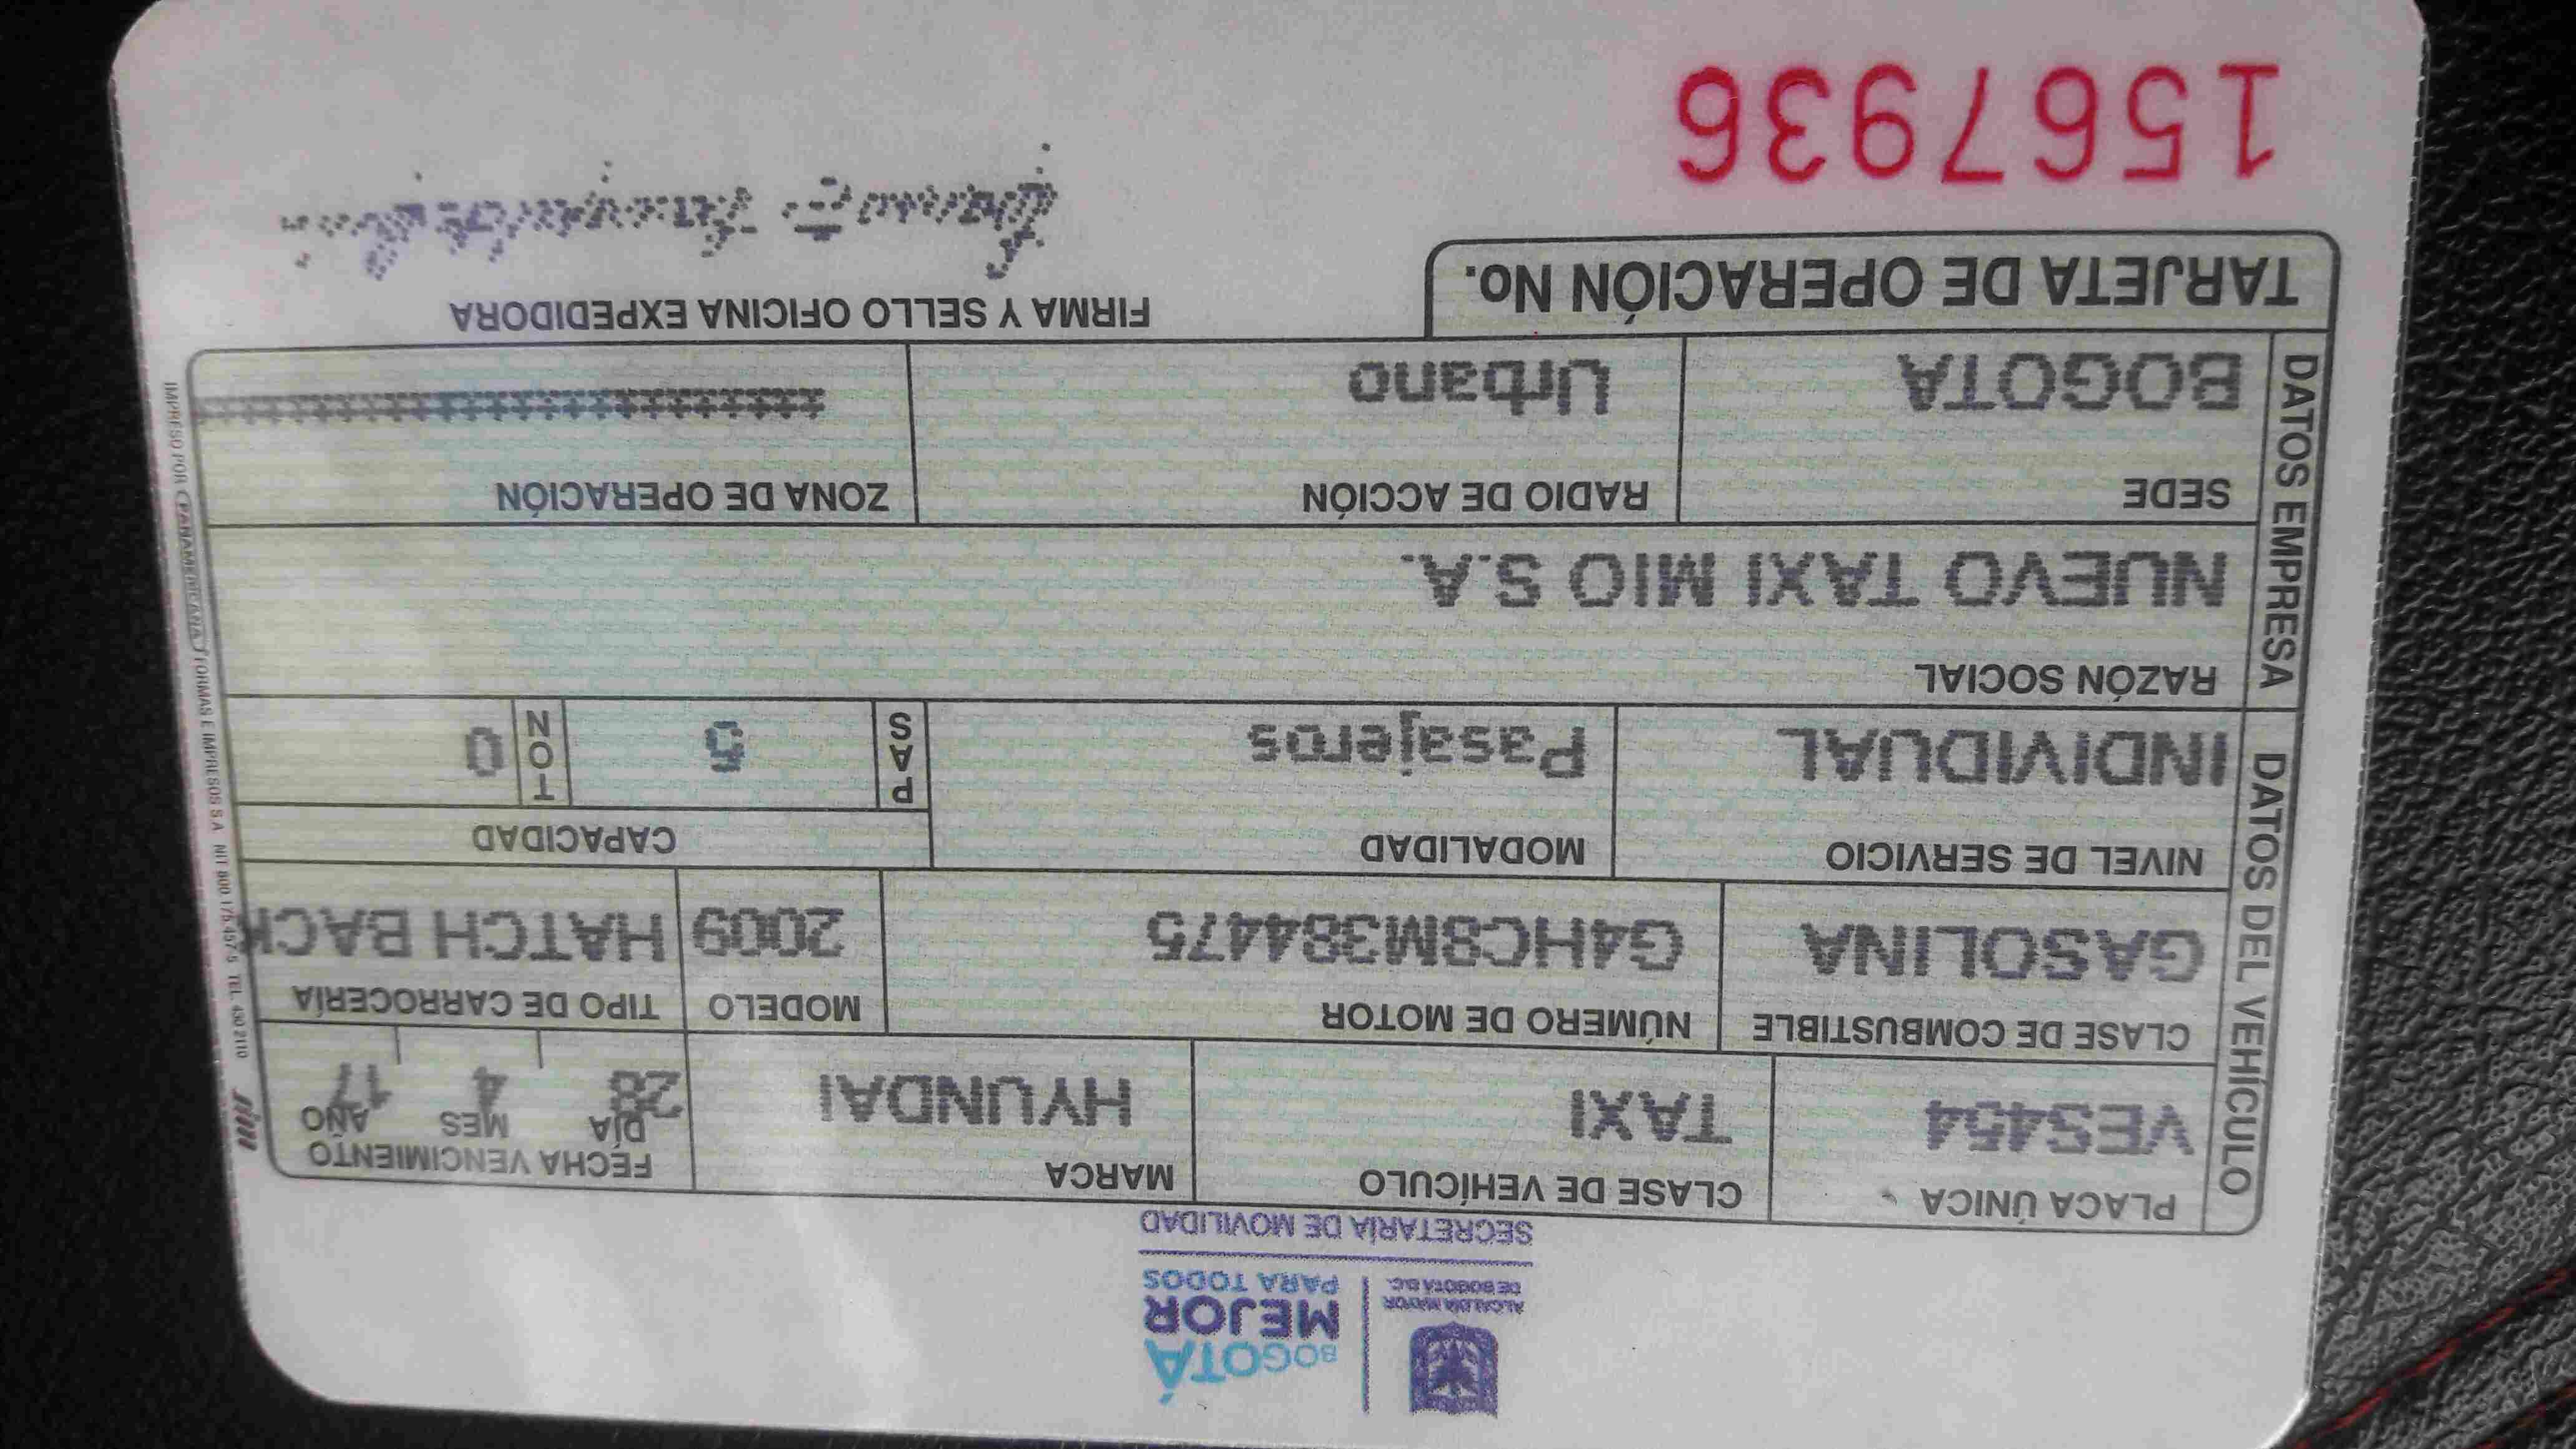 ALCALDÍA MAYOR
DE BOGOTÁ D.C.
BOGOTÁ
MEJOR
PARA TODOS
SECRETARÍA DE MOVILIDAD
DATOS DEL VEHÍCULO
PLACA ÚNICA
VES454
CLASE DE VEHÍCULO
TAXI
MARCA
HYUNDAI
FECHA VENCIMIENTO
DÍA MES AÑO
28 4 17
CLASE DE COMBUSTIBLE
GASOLINA
NÚMERO DE MOTOR
G4HC8M384475
MODELO
2009
TIPO DE CARROCERÍA
HATCH BACK
NIVEL DE SERVICIO
INDIVIDUAL
MODALIDAD
Pasajeros
CAPACIDAD
PAS
5
TON
0
DATOS EMPRESA
RAZÓN SOCIAL
NUEVO TAXI MIO S.A.
SEDE
BOGOTA
RADIO DE ACCIÓN
Urbano
ZONA DE OPERACIÓN
TARJETA DE OPERACIÓN No.
1567936
FIRMA Y SELLO OFICINA EXPEDIDORA
IMPRESO POR PANAMERICANA FORMAS E IMPRESOS S.A. NIT 800 175 457-5 TEL 430 2110